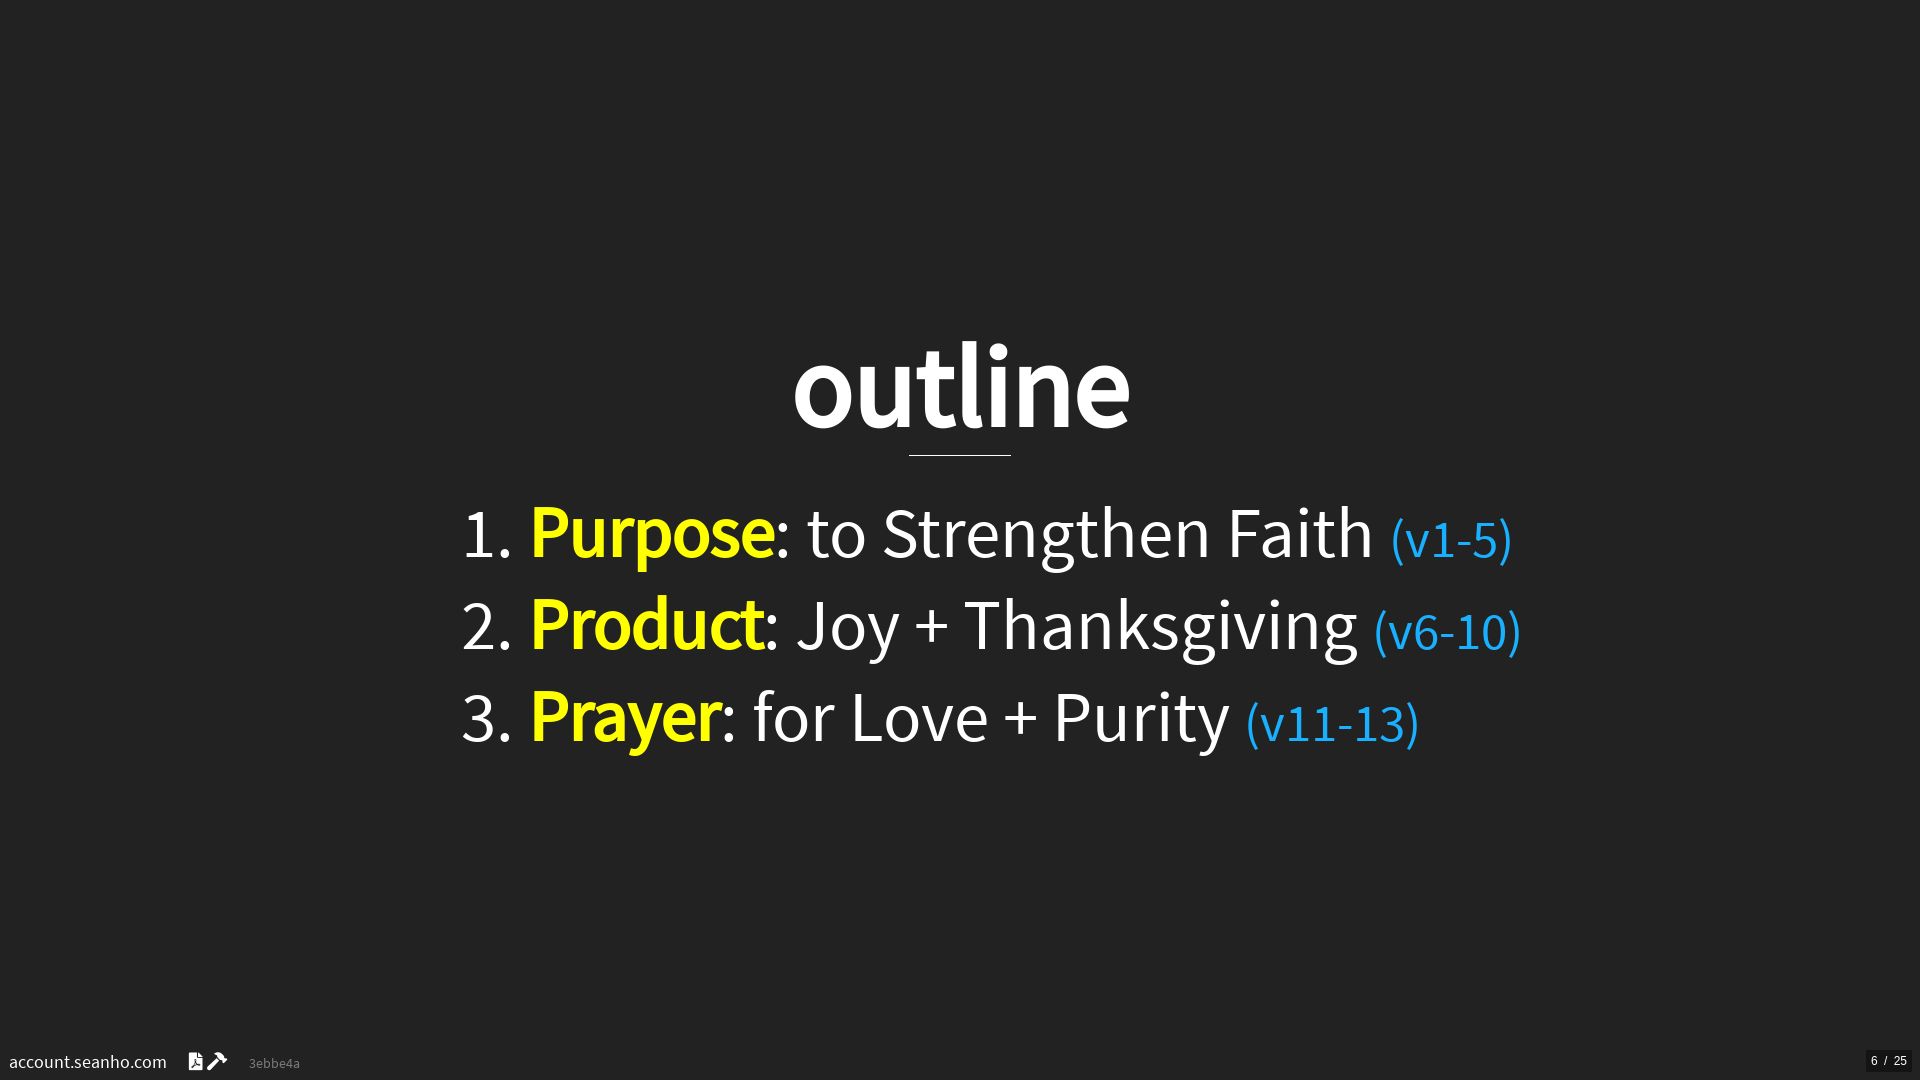 outline
1. Purpose: to Strengthen Faith (v1-5)
2. Product: Joy + Thanksgiving (v6-10)
3. Prayer: for Love + Purity (v11-13)
account.seanho.com 3ebbe4a
6 / 25